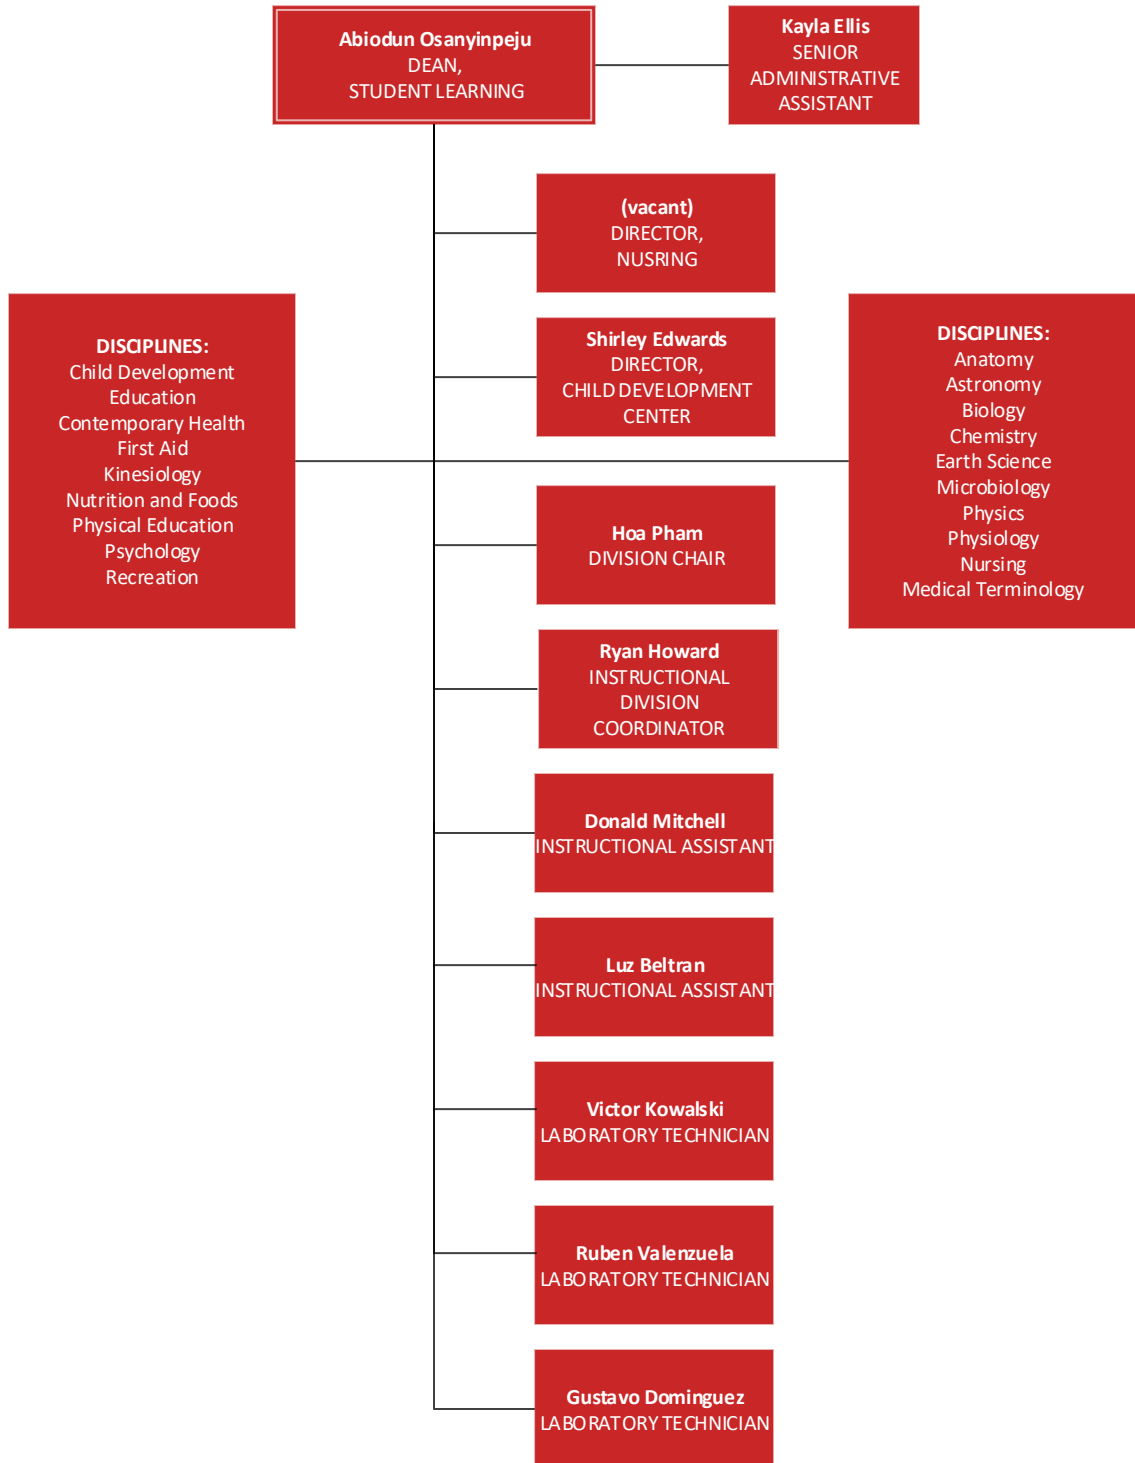 Abiodun Osanyinpeju
DEAN,
STUDENT LEARNING
Kayla Ellis
SENIOR
ADMINISTRATIVE
ASSISTANT
(vacant)
DIRECTOR,
NUSRING
Shirley Edwards
DIRECTOR,
CHILD DEVELOPMENT
CENTER
DISCIPLINES:
Child Development
Education
Contemporary Health
First Aid
Kinesiology
Nutrition and Foods
Physical Education
Psychology
Recreation
DISCIPLINES:
Anatomy
Astronomy
Biology
Chemistry
Earth Science
Microbiology
Physics
Physiology
Nursing
Medical Terminology
Hoa Pham
DIVISION CHAIR
Ryan Howard
INSTRUCTIONAL
DIVISION
COORDINATOR
Donald Mitchell
INSTRUCTIONAL ASSISTANT
Luz Beltran
INSTRUCTIONAL ASSISTANT
Victor Kowalski
LABORATORY TECHNICIAN
Ruben Valenzuela
LABORATORY TECHNICIAN
Gustavo Dominguez
LABORATORY TECHNICIAN